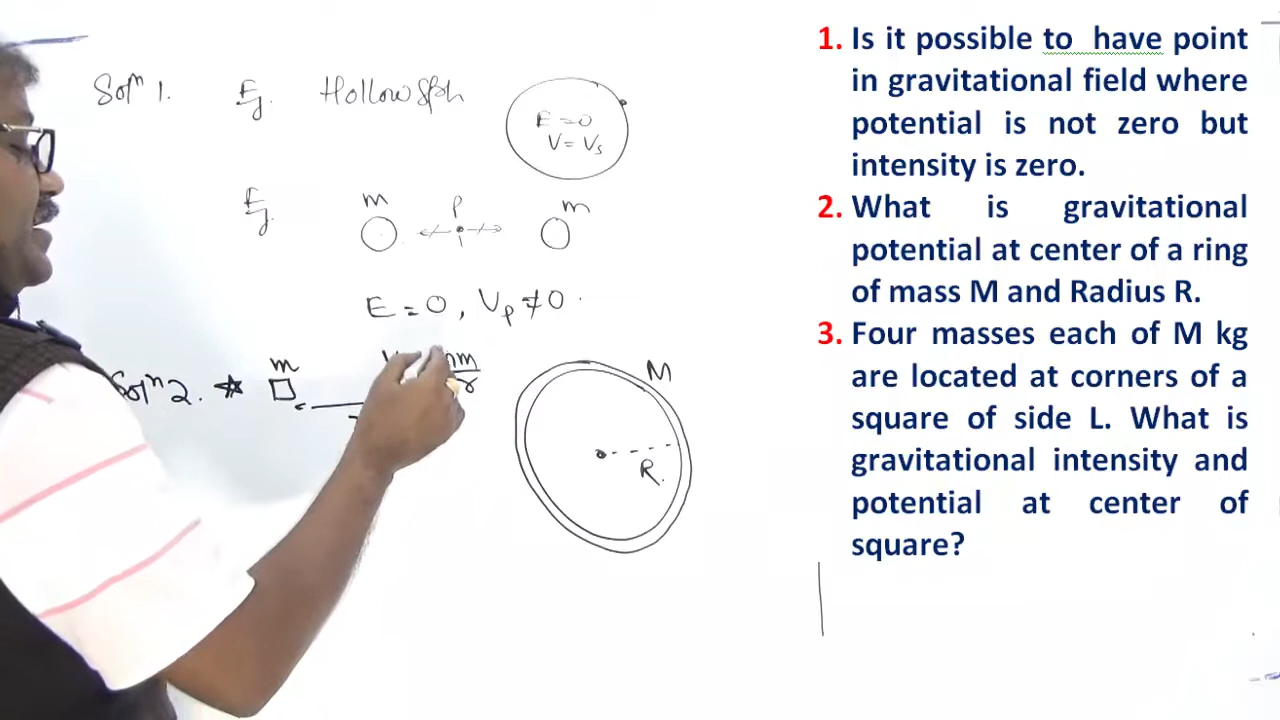 Solⁿ 1. Eg. Hollow Sph
E = 0
V = Vs
Eg.
m P m
E = 0, Vp ≠ 0.
Solⁿ 2. ★ m
r
M
R.
1. Is it possible to have point
in gravitational field where
potential is not zero but
intensity is zero.
2. What is gravitational
potential at center of a ring
of mass M and Radius R.
3. Four masses each of M kg
are located at corners of a
square of side L. What is
gravitational intensity and
potential at center of
square?